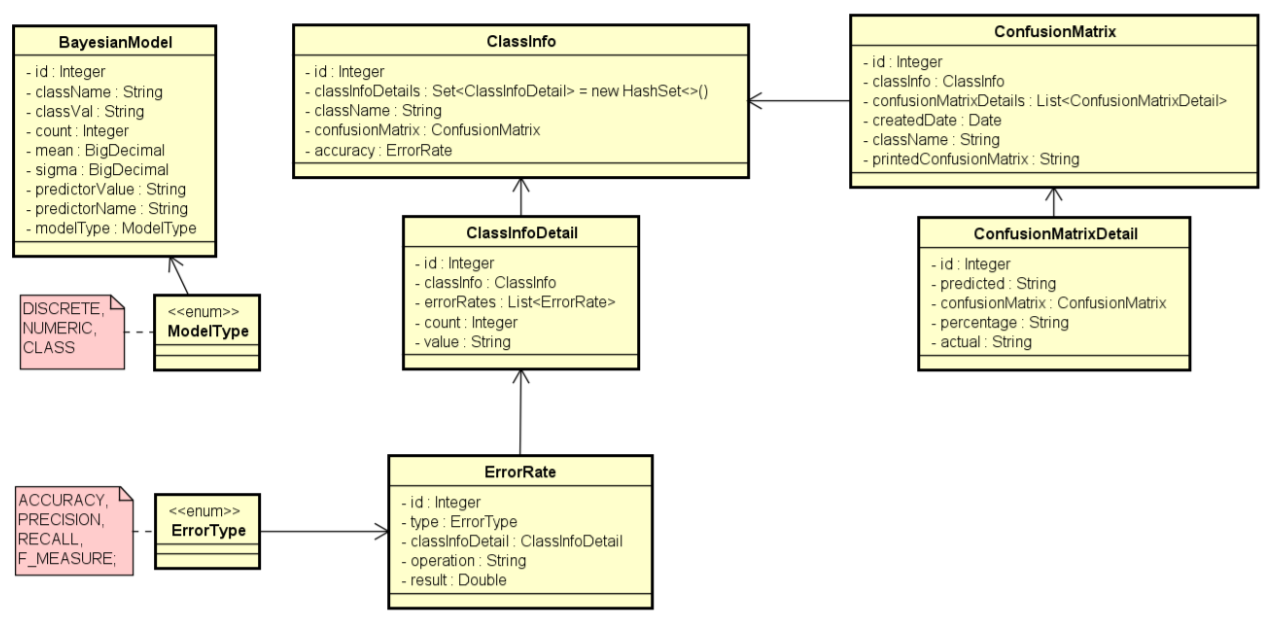 BayesianModel
- id : Integer
- className : String
- classVal : String
- count : Integer
- mean : BigDecimal
- sigma : BigDecimal
- predictorValue : String
- predictorName : String
- modelType : ModelType
ClassInfo
- id : Integer
- classInfoDetails : Set<ClassInfoDetail> = new HashSet<>()
- className : String
- confusionMatrix : ConfusionMatrix
- accuracy : ErrorRate
ConfusionMatrix
- id : Integer
- classInfo : ClassInfo
- confusionMatrixDetails : List<ConfusionMatrixDetail>
- createdDate : Date
- className : String
- printedConfusionMatrix : String
ClassInfoDetail
- id : Integer
- classInfo : ClassInfo
- errorRates : List<ErrorRate>
- count : Integer
- value : String
ConfusionMatrixDetail
- id : Integer
- predicted : String
- confusionMatrix : ConfusionMatrix
- percentage : String
- actual : String
DISCRETE,
NUMERIC,
CLASS
<<enum>>
ModelType
ErrorRate
- id : Integer
- type : ErrorType
- classInfoDetail : ClassInfoDetail
- operation : String
- result : Double
ACCURACY,
PRECISION,
RECALL,
F_MEASURE;
<<enum>>
ErrorType